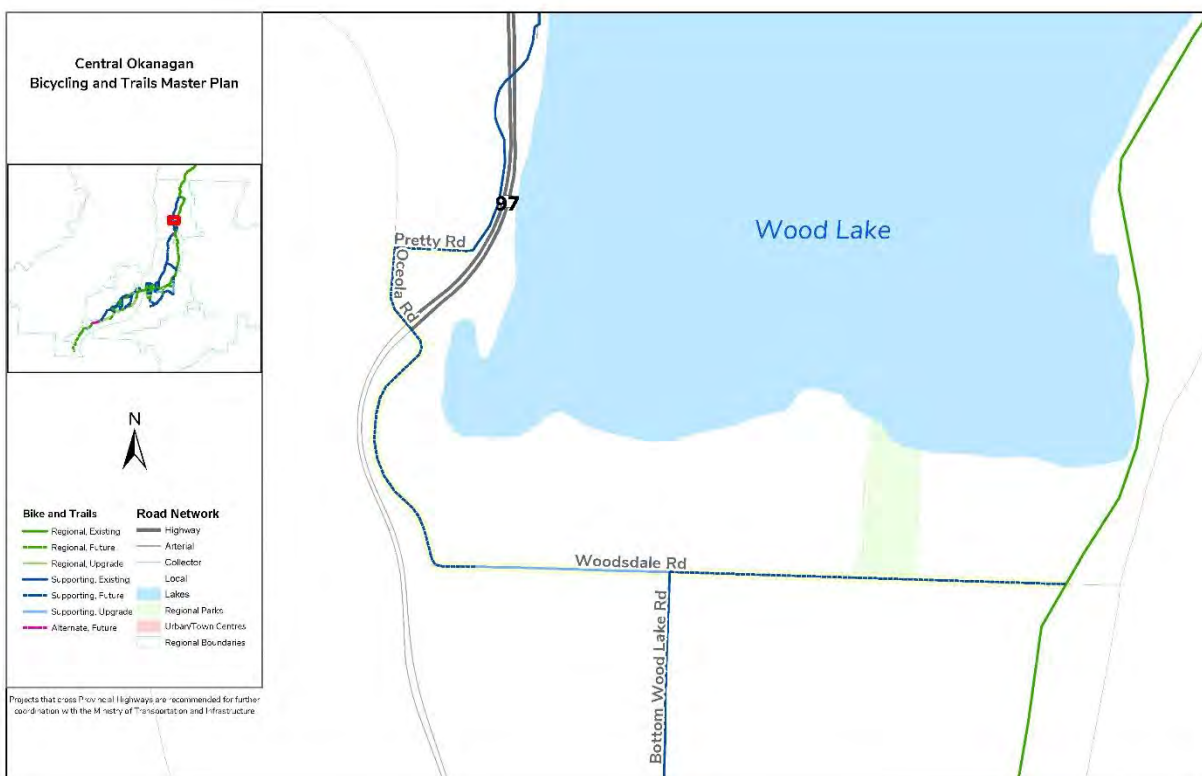 Central Okanagan
Bicycling and Trails Master Plan
N
Bike and Trails
Regional, Existing
Regional, Future
Regional, Upgrade
Supporting, Existing
Supporting, Future
Supporting, Upgrade
Alternate, Future
Road Network
Highway
Arterial
Collector
Local
Lakes
Regional Parks
Urban/Town Centres
Regional Boundaries
Projects that cross Provincial Highways are recommended for further
coordination with the Ministry of Transportation and Infrastructure
97
Wood Lake
Pretty Rd
Oceola Rd
Woodsdale Rd
Bottom Wood Lake Rd